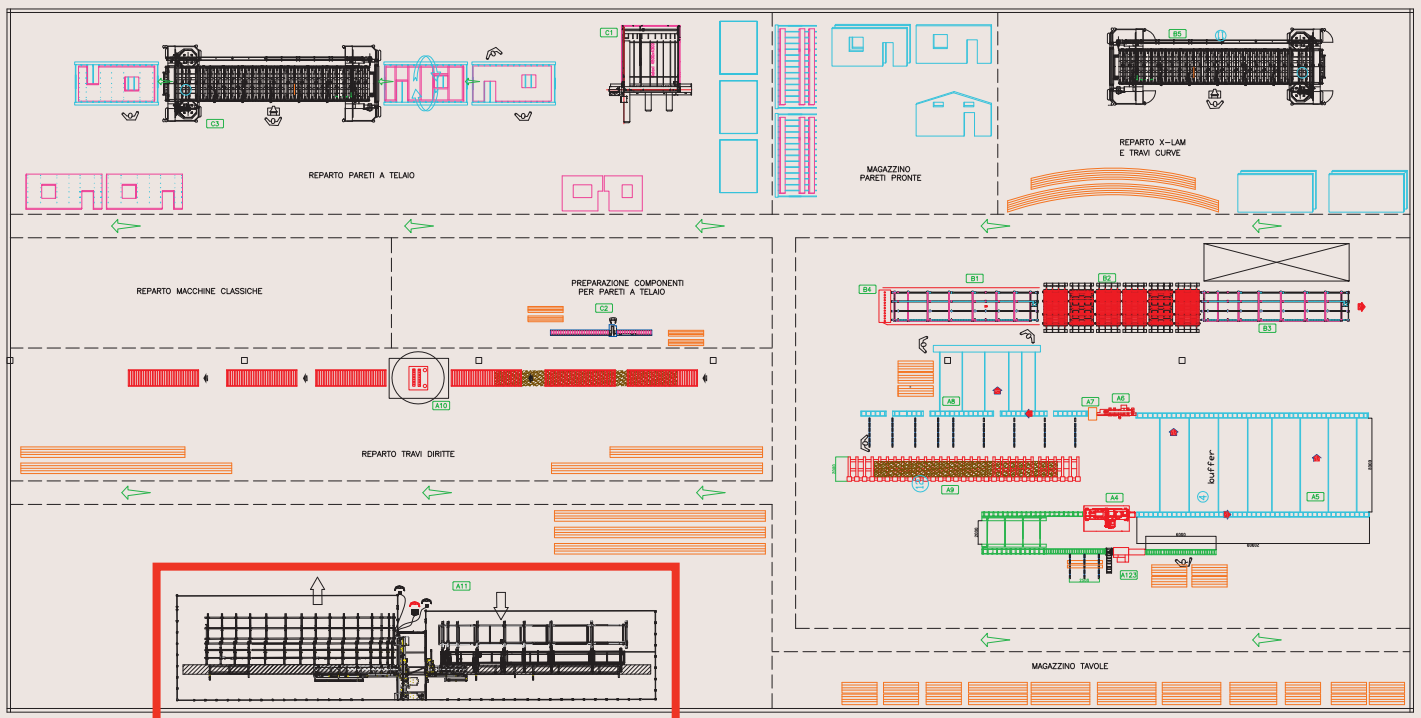 C1
B5
C3
REPARTO PARETI A TELAIO
MAGAZZINO
PARETI PRONTE
REPARTO X-LAM
E TRAVI CURVE
REPARTO MACCHINE CLASSICHE
PREPARAZIONE COMPONENTI
PER PARETI A TELAIO
C2
B1
B2
B4
B3
A10
A8
A7
A6
REPARTO TRAVI DIRITTE
buffer
A9
A4
A5
A123
A11
MAGAZZINO TAVOLE